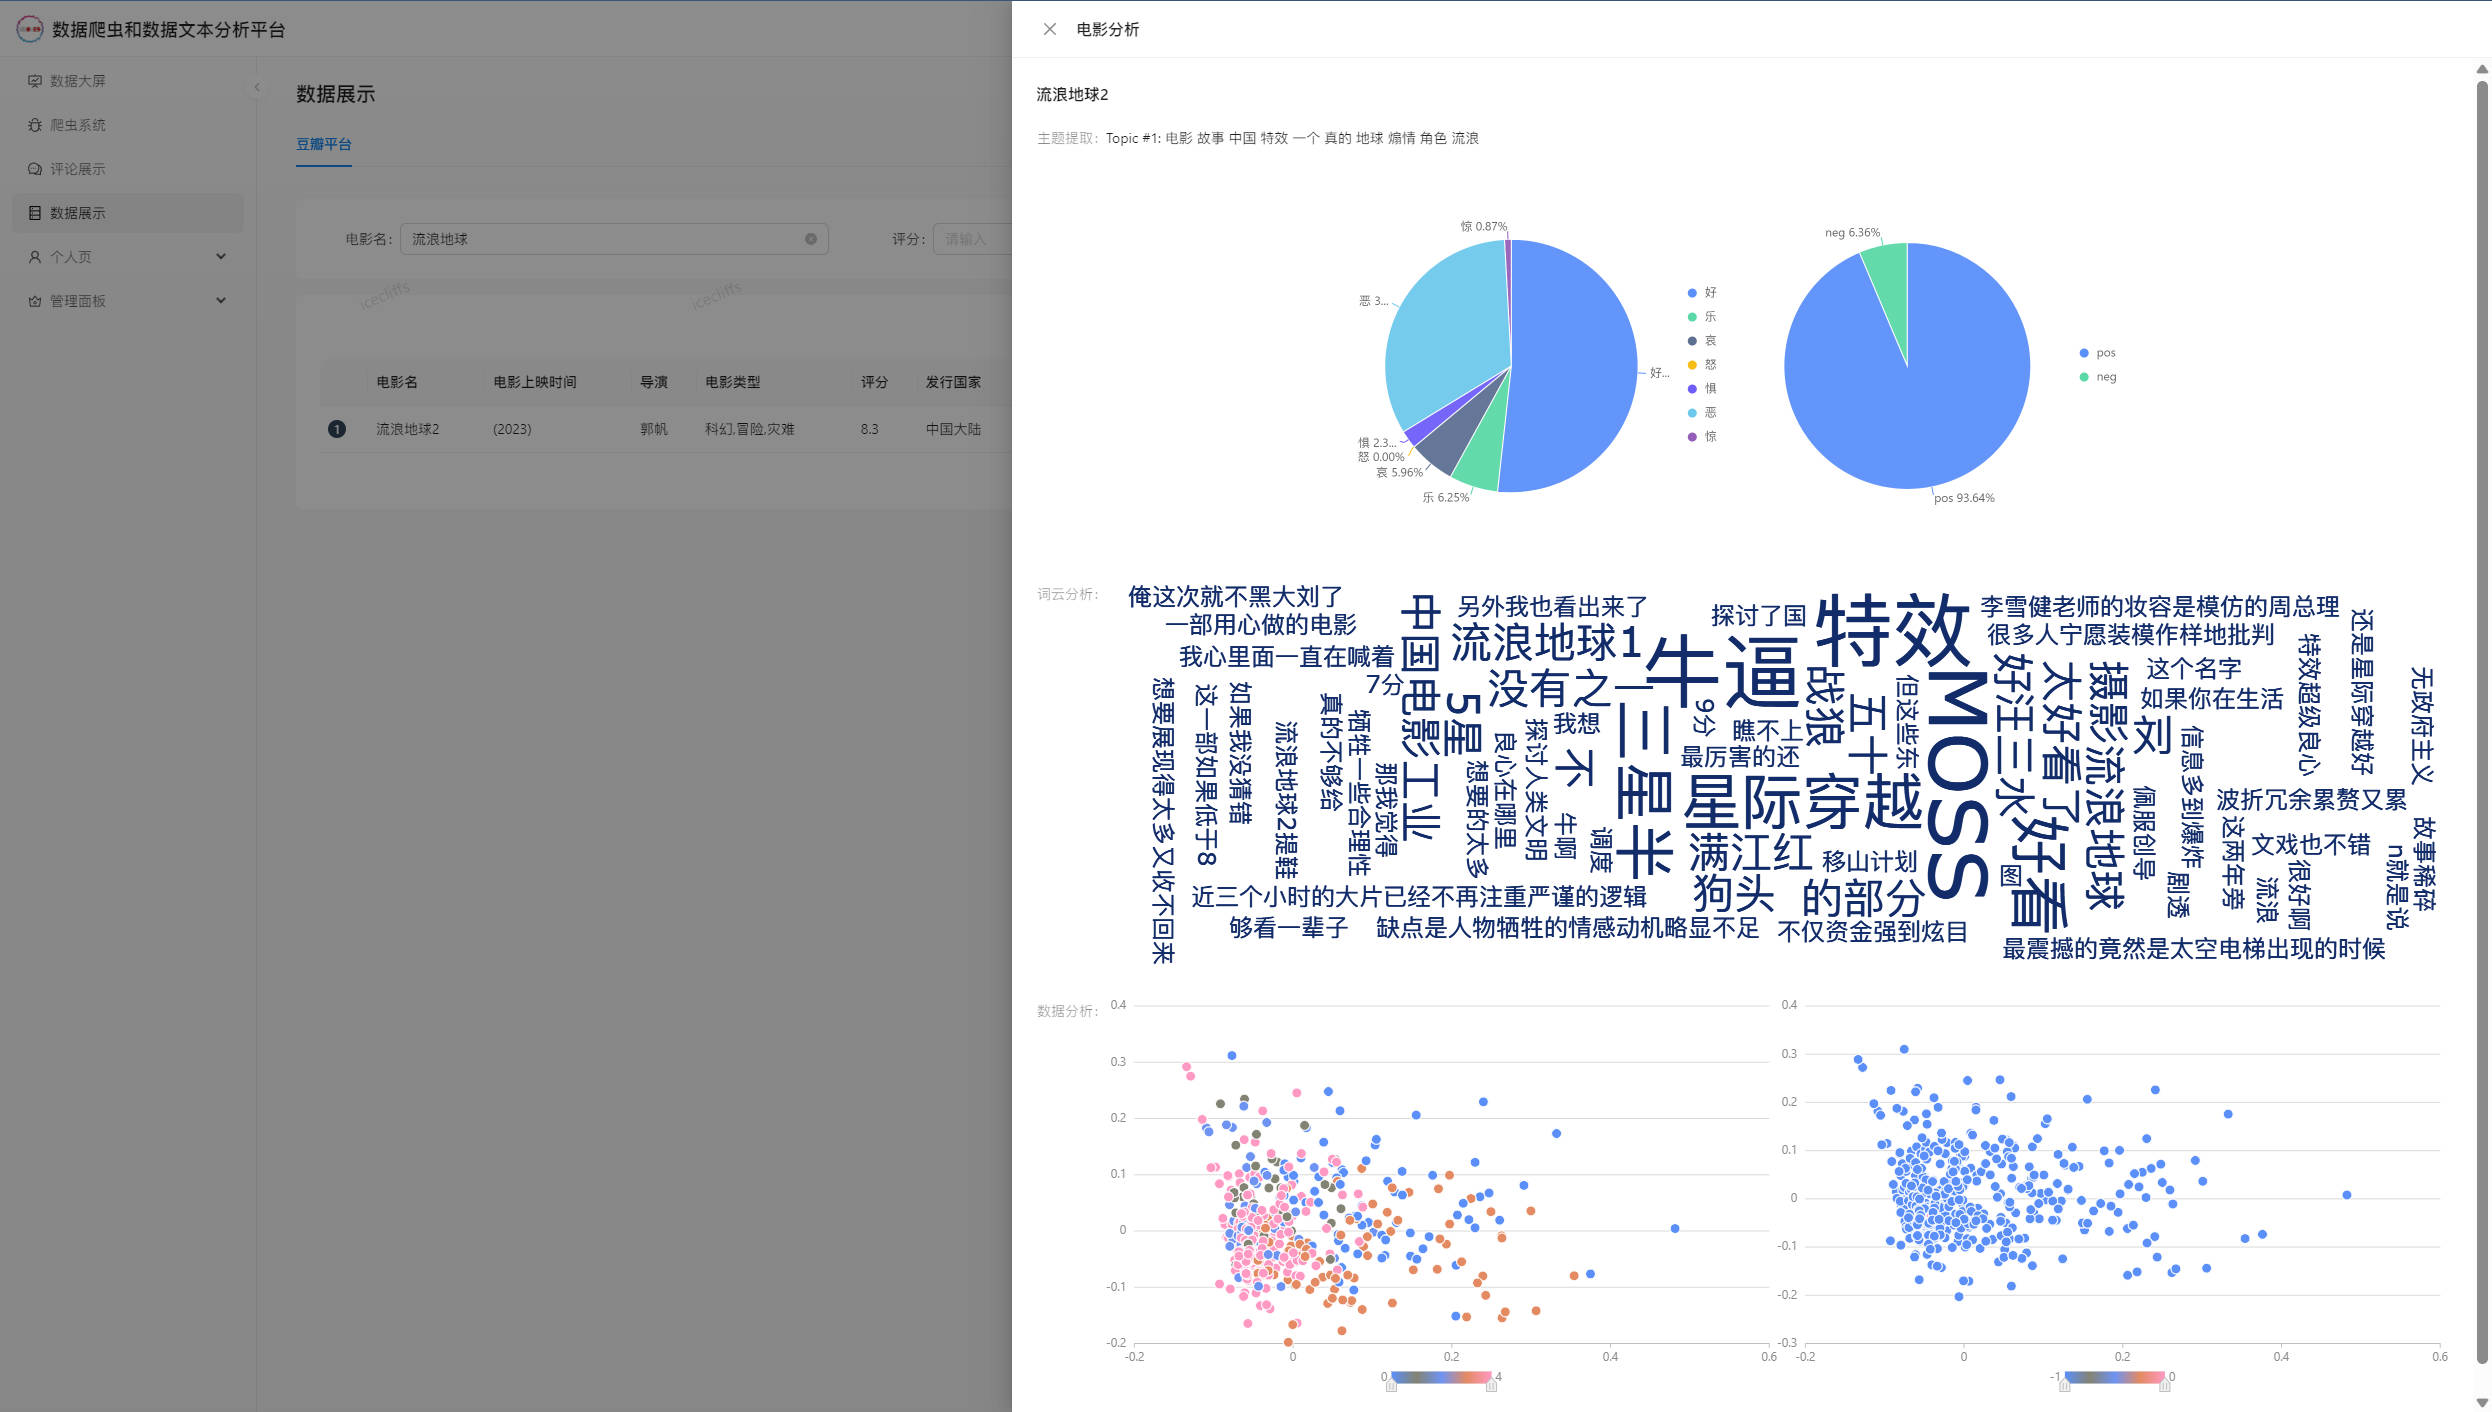 数据爬虫和数据文本分析平台
数据大屏
爬虫系统
评论展示
数据展示
个人页
管理面板
数据展示
豆瓣平台
电影名: 流浪地球
评分: 请输入
icecliffs icecliffs
电影名 电影上映时间 导演 电影类型 评分 发行国家
1 流浪地球2 (2023) 郭帆 科幻,冒险,灾难 8.3 中国大陆
电影分析
流浪地球2
主题提取: Topic #1: 电影 故事 中国 特效 一个 真的 地球 煽情 角色 流浪
惊 0.87%
恶 3...
好...
惧 2.3...
怒 0.00%
哀 5.96%
乐 6.25%
好
乐
哀
怒
惧
恶
惊
neg 6.36%
pos 93.64%
pos
neg
词云分析:
俺这次就不黑大刘了
一部用心做的电影
我心里面一直在喊着
7分
中国电影工业
另外我也看出来了
流浪地球1
没有之一
5星
牛逼
探讨了国
特效
李雪健老师的妆容是模仿的周总理
很多人宁愿装模作样地批判
还是星际穿越好
特效超级良心
无政府主义
这个名字
如果你在生活
想要展现得太多又收不回来
这一部如果低于8
如果我没猜错
流浪地球2提鞋
真的不够给
牺牲一些合理性
那我觉得
想要的太多
良心在哪里
探讨人类文明
我想
不
牛啊
调度
三星半
9分
瞧不上
最厉害的还
战狼
五十
但这些东
MOSS
好汪三水
太好看了
摄影
流浪地球
刘
信息多到爆炸
佩服创导
剧透
波折冗余累赘又累
这两年旁
文戏也不错
流浪
很好啊
故事稀碎
n就是说
星际穿越
满江红
狗头
移山计划
的部分
好看
图
近三个小时的大片已经不再注重严谨的逻辑
够看一辈子
缺点是人物牺牲的情感动机略显不足
不仅资金强到炫目
最震撼的竟然是太空电梯出现的时候
数据分析:
0.4
0.3
0.2
0.1
0
-0.1
-0.2
-0.2 0 0.2 0.4 0.6
0 4
0.4
0.3
0.2
0.1
0
-0.1
-0.2
-0.3
-0.2 0 0.2 0.4 0.6
-1 0